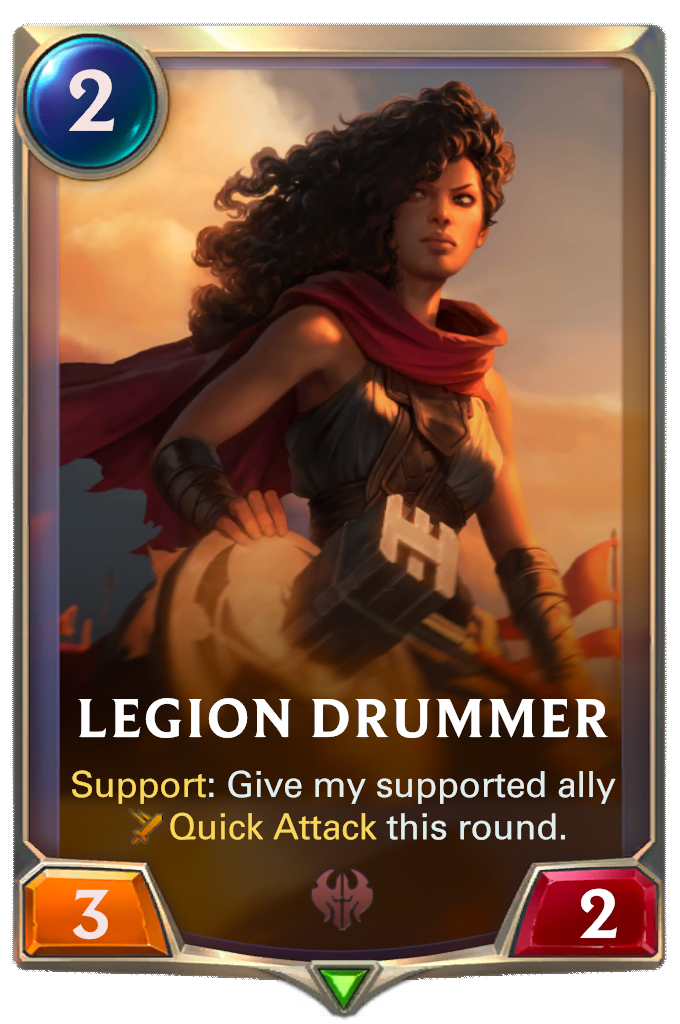 2
LEGION DRUMMER
Support: Give my supported ally
Quick Attack this round.
3
2